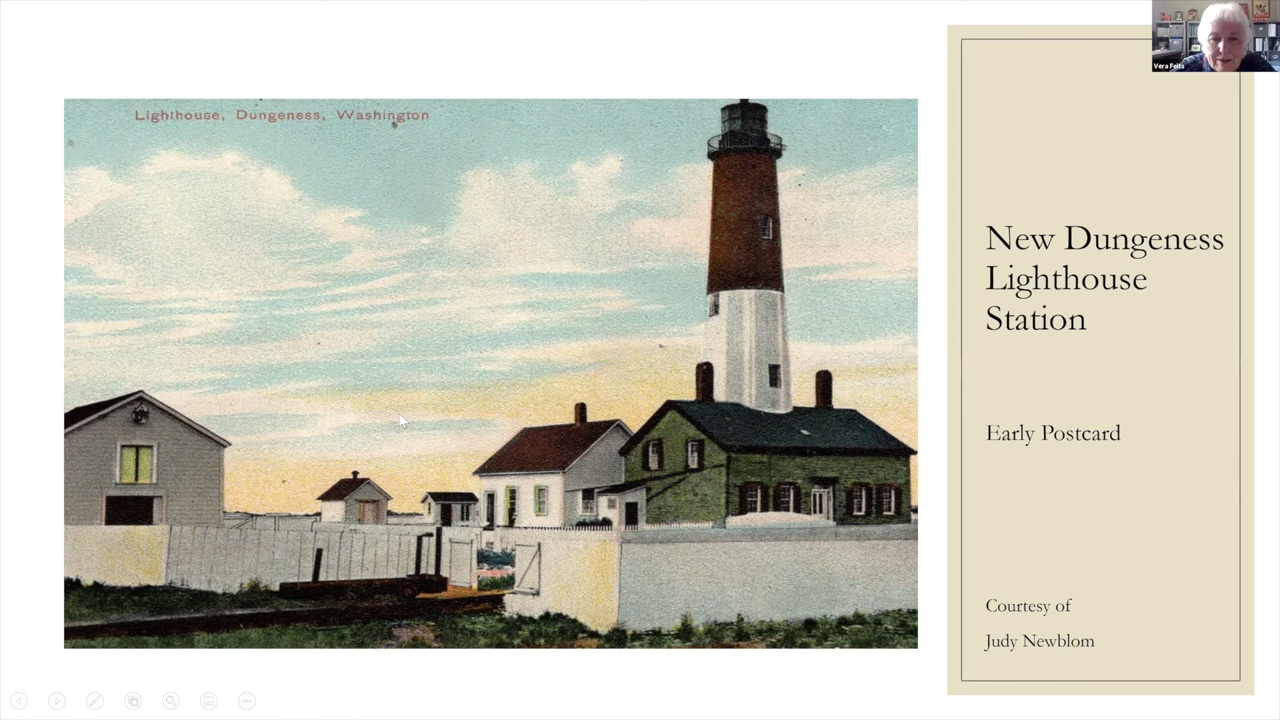 Lighthouse, Dungeness, Washington
Vera Felts
New Dungeness
Lighthouse
Station
Early Postcard
Courtesy of
Judy Newblom